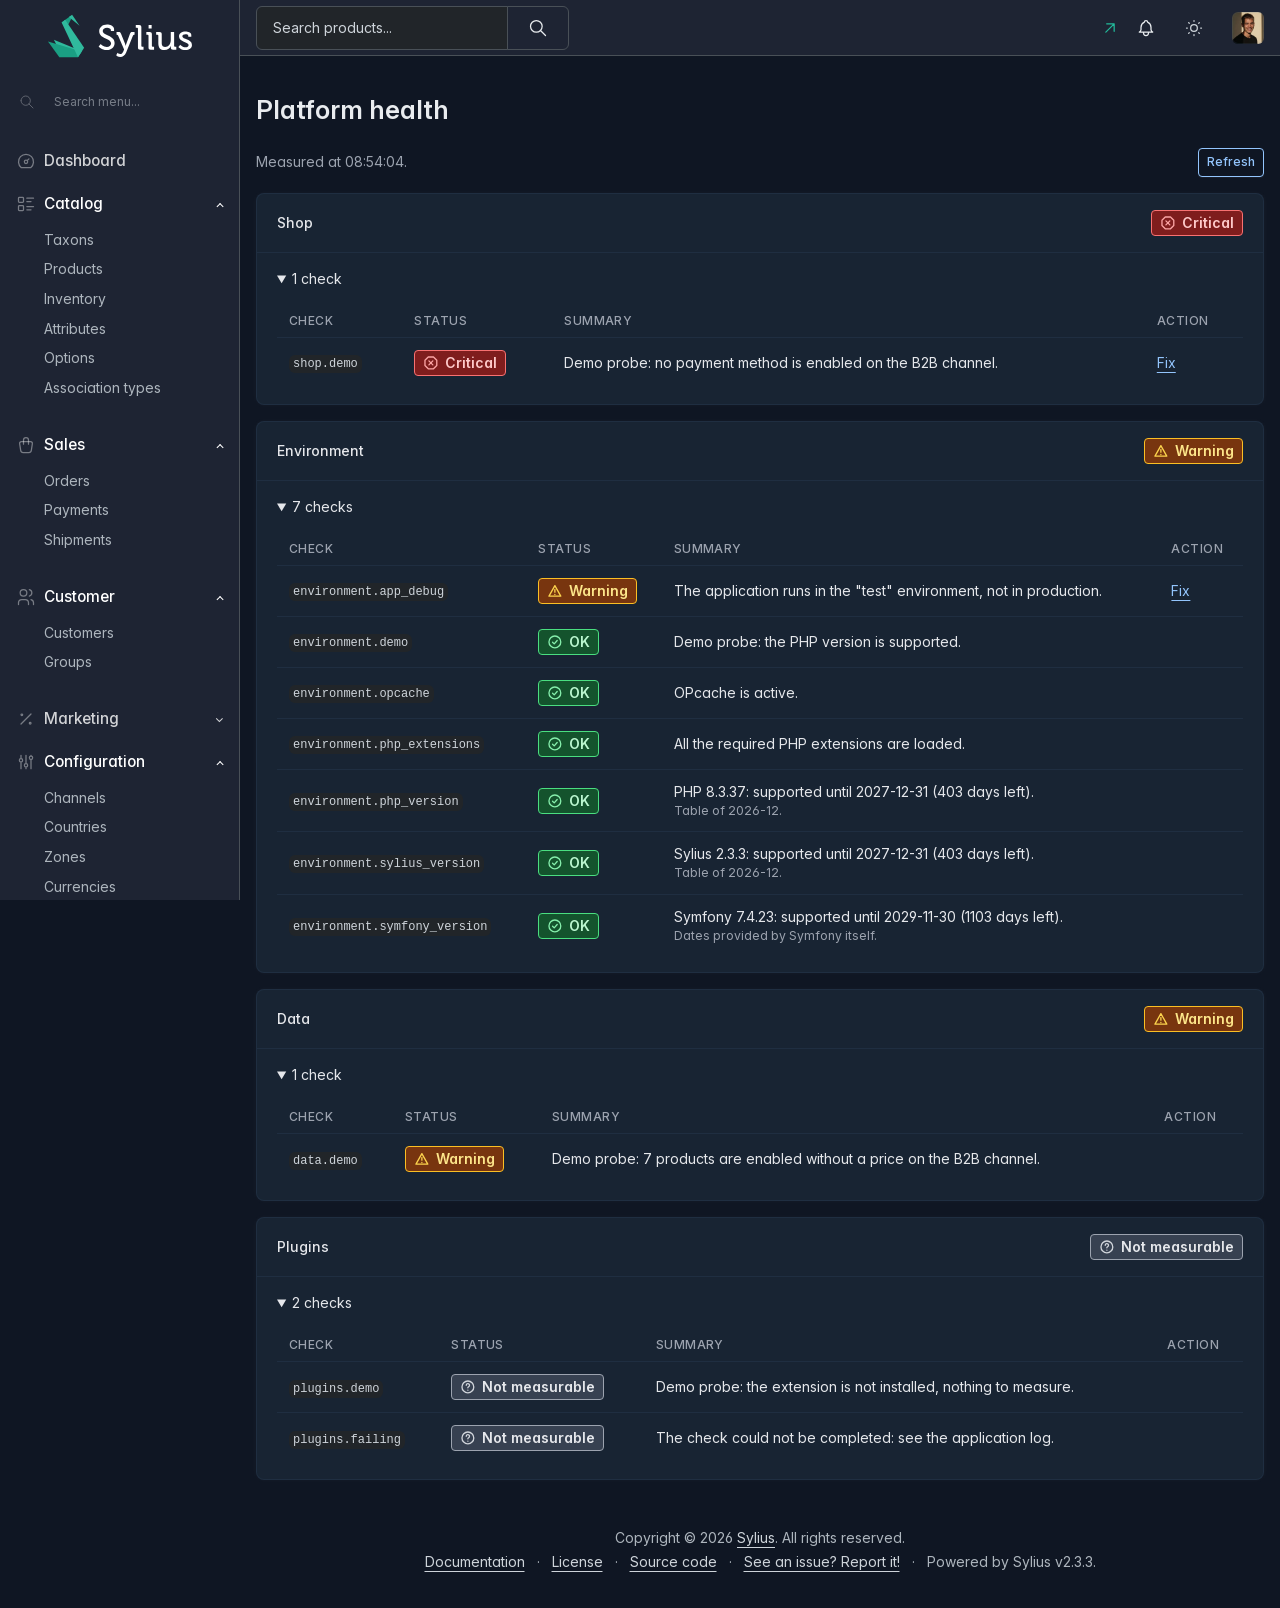 Sylius
Search products...
Search menu...
Dashboard
Catalog
Taxons
Products
Inventory
Attributes
Options
Association types
Sales
Orders
Payments
Shipments
Customer
Customers
Groups
Marketing
Configuration
Channels
Countries
Zones
Currencies
Platform health
Measured at 08:54:04.
Refresh
Shop
Critical
1 check
CHECK STATUS SUMMARY ACTION
shop.demo Critical Demo probe: no payment method is enabled on the B2B channel. Fix
Environment
Warning
7 checks
CHECK STATUS SUMMARY ACTION
environment.app_debug Warning The application runs in the "test" environment, not in production. Fix
environment.demo OK Demo probe: the PHP version is supported.
environment.opcache OK OPcache is active.
environment.php_extensions OK All the required PHP extensions are loaded.
environment.php_version OK PHP 8.3.37: supported until 2027-12-31 (403 days left).
Table of 2026-12.
environment.sylius_version OK Sylius 2.3.3: supported until 2027-12-31 (403 days left).
Table of 2026-12.
environment.symfony_version OK Symfony 7.4.23: supported until 2029-11-30 (1103 days left).
Dates provided by Symfony itself.
Data
Warning
1 check
CHECK STATUS SUMMARY ACTION
data.demo Warning Demo probe: 7 products are enabled without a price on the B2B channel.
Plugins
Not measurable
2 checks
CHECK STATUS SUMMARY ACTION
plugins.demo Not measurable Demo probe: the extension is not installed, nothing to measure.
plugins.failing Not measurable The check could not be completed: see the application log.
Copyright © 2026 Sylius. All rights reserved.
Documentation · License · Source code · See an issue? Report it! · Powered by Sylius v2.3.3.